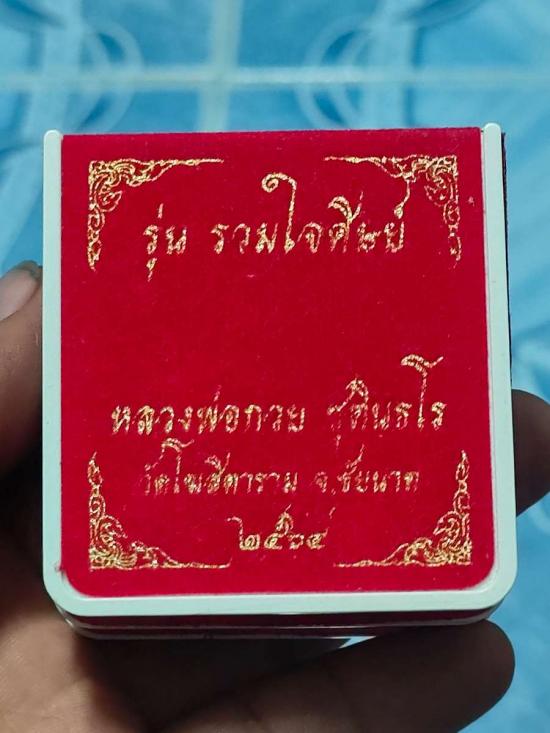 รุ่น รวมใจศิษย์
หลวงพ่อกวย ชุตินฺธโร
วัดโฆสิตาราม จ.ชัยนาท
๒๕๖๔